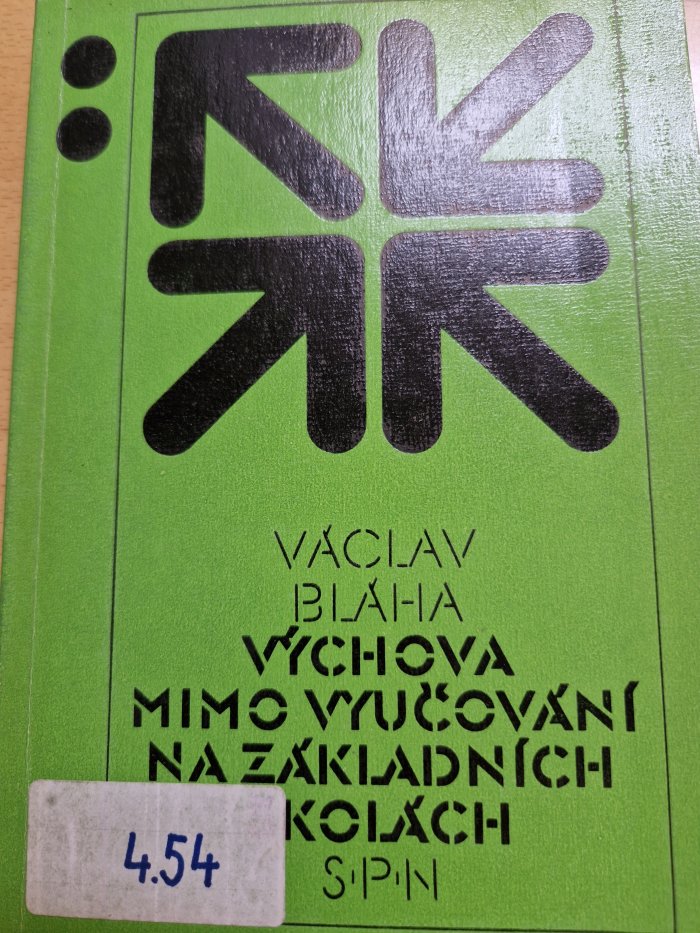 VÁCLAV
BLÁHA
VÝCHOVA
MIMO VYUČOVÁNÍ
NA ZÁKLADNÍCH
KOLÁCH
S·P·N
4.54